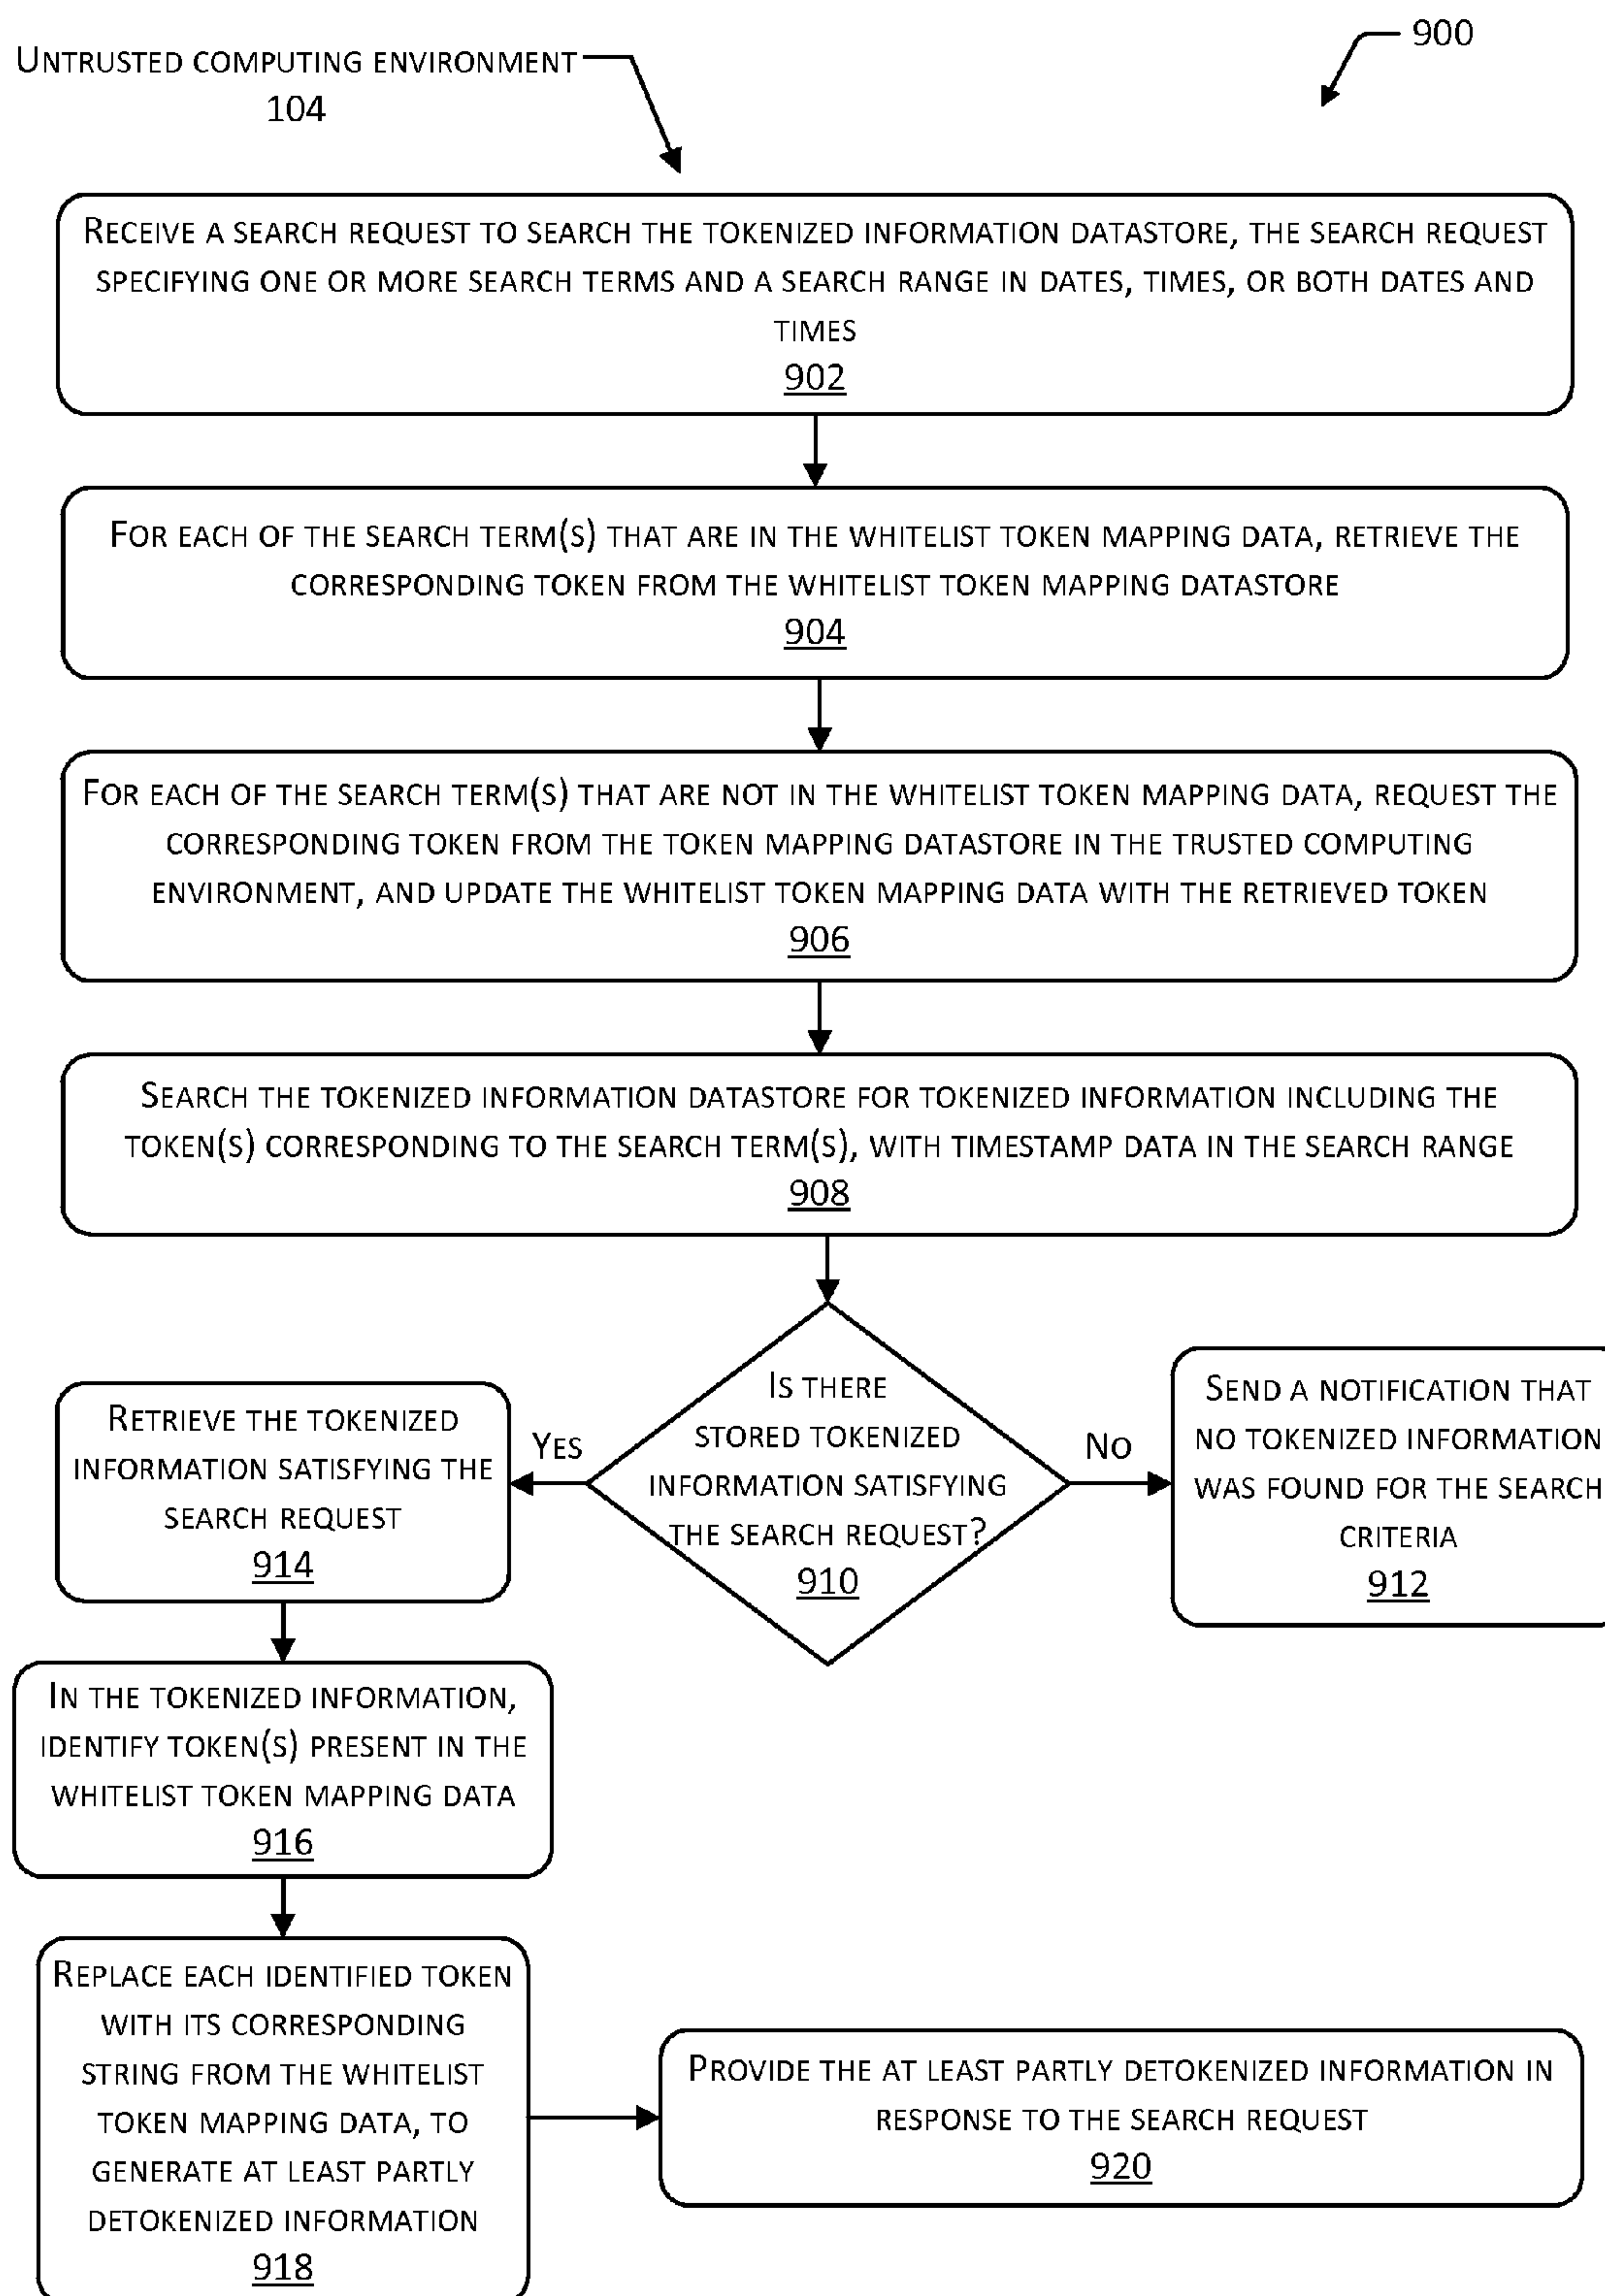 UNTRUSTED COMPUTING ENVIRONMENT
104
900
RECEIVE A SEARCH REQUEST TO SEARCH THE TOKENIZED INFORMATION DATASTORE, THE SEARCH REQUEST
SPECIFYING ONE OR MORE SEARCH TERMS AND A SEARCH RANGE IN DATES, TIMES, OR BOTH DATES AND
TIMES
902
FOR EACH OF THE SEARCH TERM(S) THAT ARE IN THE WHITELIST TOKEN MAPPING DATA, RETRIEVE THE
CORRESPONDING TOKEN FROM THE WHITELIST TOKEN MAPPING DATASTORE
904
FOR EACH OF THE SEARCH TERM(S) THAT ARE NOT IN THE WHITELIST TOKEN MAPPING DATA, REQUEST THE
CORRESPONDING TOKEN FROM THE TOKEN MAPPING DATASTORE IN THE TRUSTED COMPUTING
ENVIRONMENT, AND UPDATE THE WHITELIST TOKEN MAPPING DATA WITH THE RETRIEVED TOKEN
906
SEARCH THE TOKENIZED INFORMATION DATASTORE FOR TOKENIZED INFORMATION INCLUDING THE
TOKEN(S) CORRESPONDING TO THE SEARCH TERM(S), WITH TIMESTAMP DATA IN THE SEARCH RANGE
908
IS THERE
STORED TOKENIZED
INFORMATION SATISFYING
THE SEARCH REQUEST?
910
NO
SEND A NOTIFICATION THAT
NO TOKENIZED INFORMATION
WAS FOUND FOR THE SEARCH
CRITERIA
912
YES
RETRIEVE THE TOKENIZED
INFORMATION SATISFYING THE
SEARCH REQUEST
914
IN THE TOKENIZED INFORMATION,
IDENTIFY TOKEN(S) PRESENT IN THE
WHITELIST TOKEN MAPPING DATA
916
REPLACE EACH IDENTIFIED TOKEN
WITH ITS CORRESPONDING
STRING FROM THE WHITELIST
TOKEN MAPPING DATA, TO
GENERATE AT LEAST PARTLY
DETOKENIZED INFORMATION
918
PROVIDE THE AT LEAST PARTLY DETOKENIZED INFORMATION IN
RESPONSE TO THE SEARCH REQUEST
920